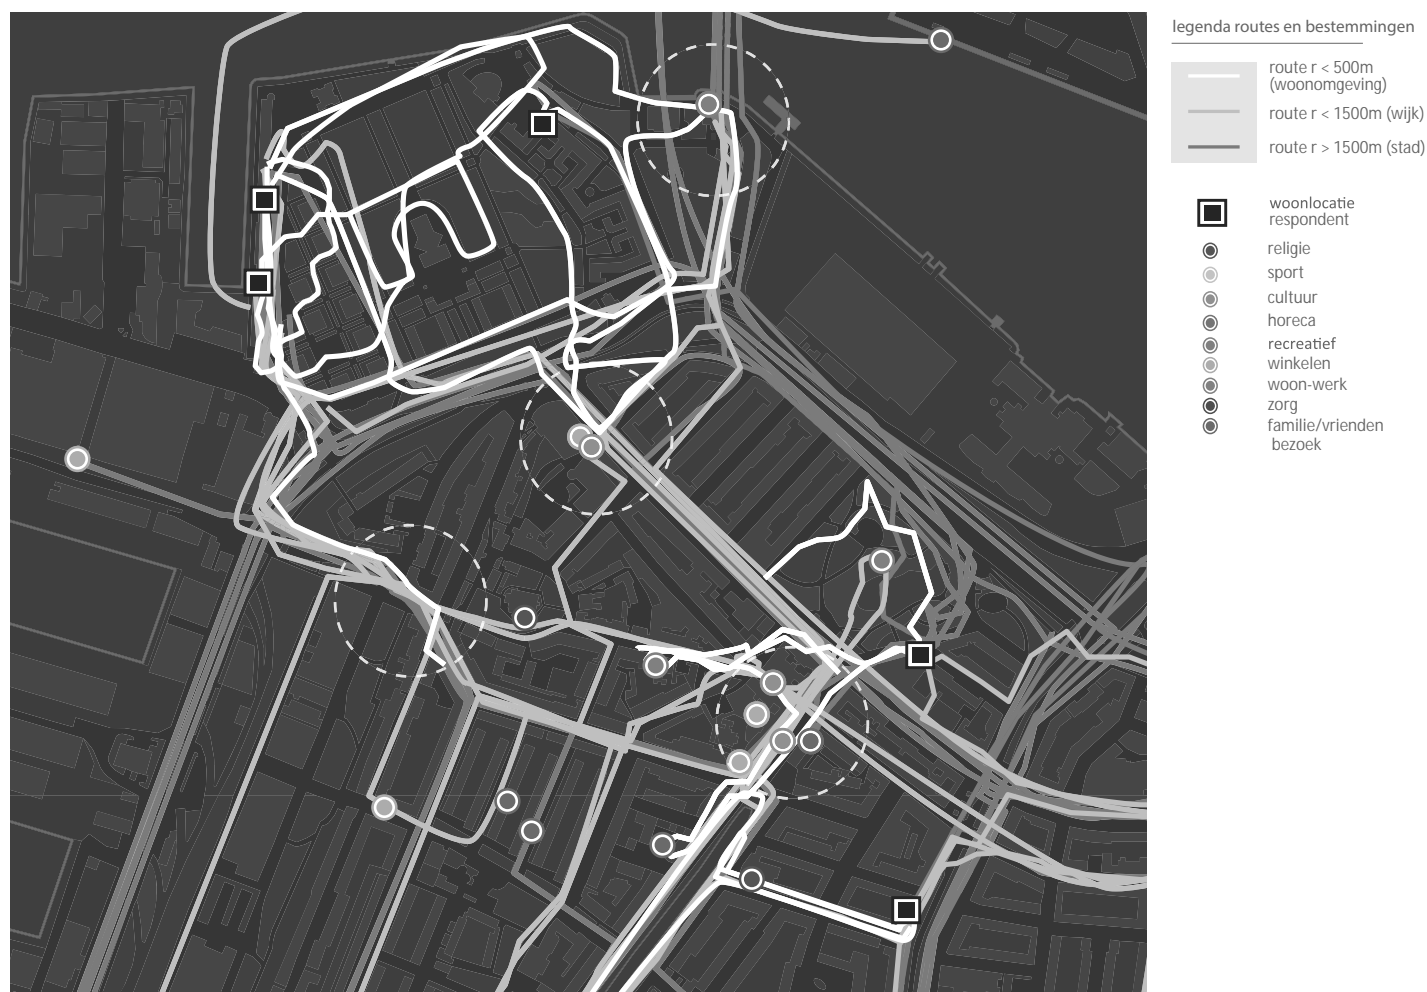 legenda routes en bestemmingen
route r < 500m
(woonomgeving)
route r < 1500m (wijk)
route r > 1500m (stad)
woonlocatie
respondent
religie
sport
cultuur
horeca
recreatief
winkelen
woon-werk
zorg
familie/vrienden
bezoek